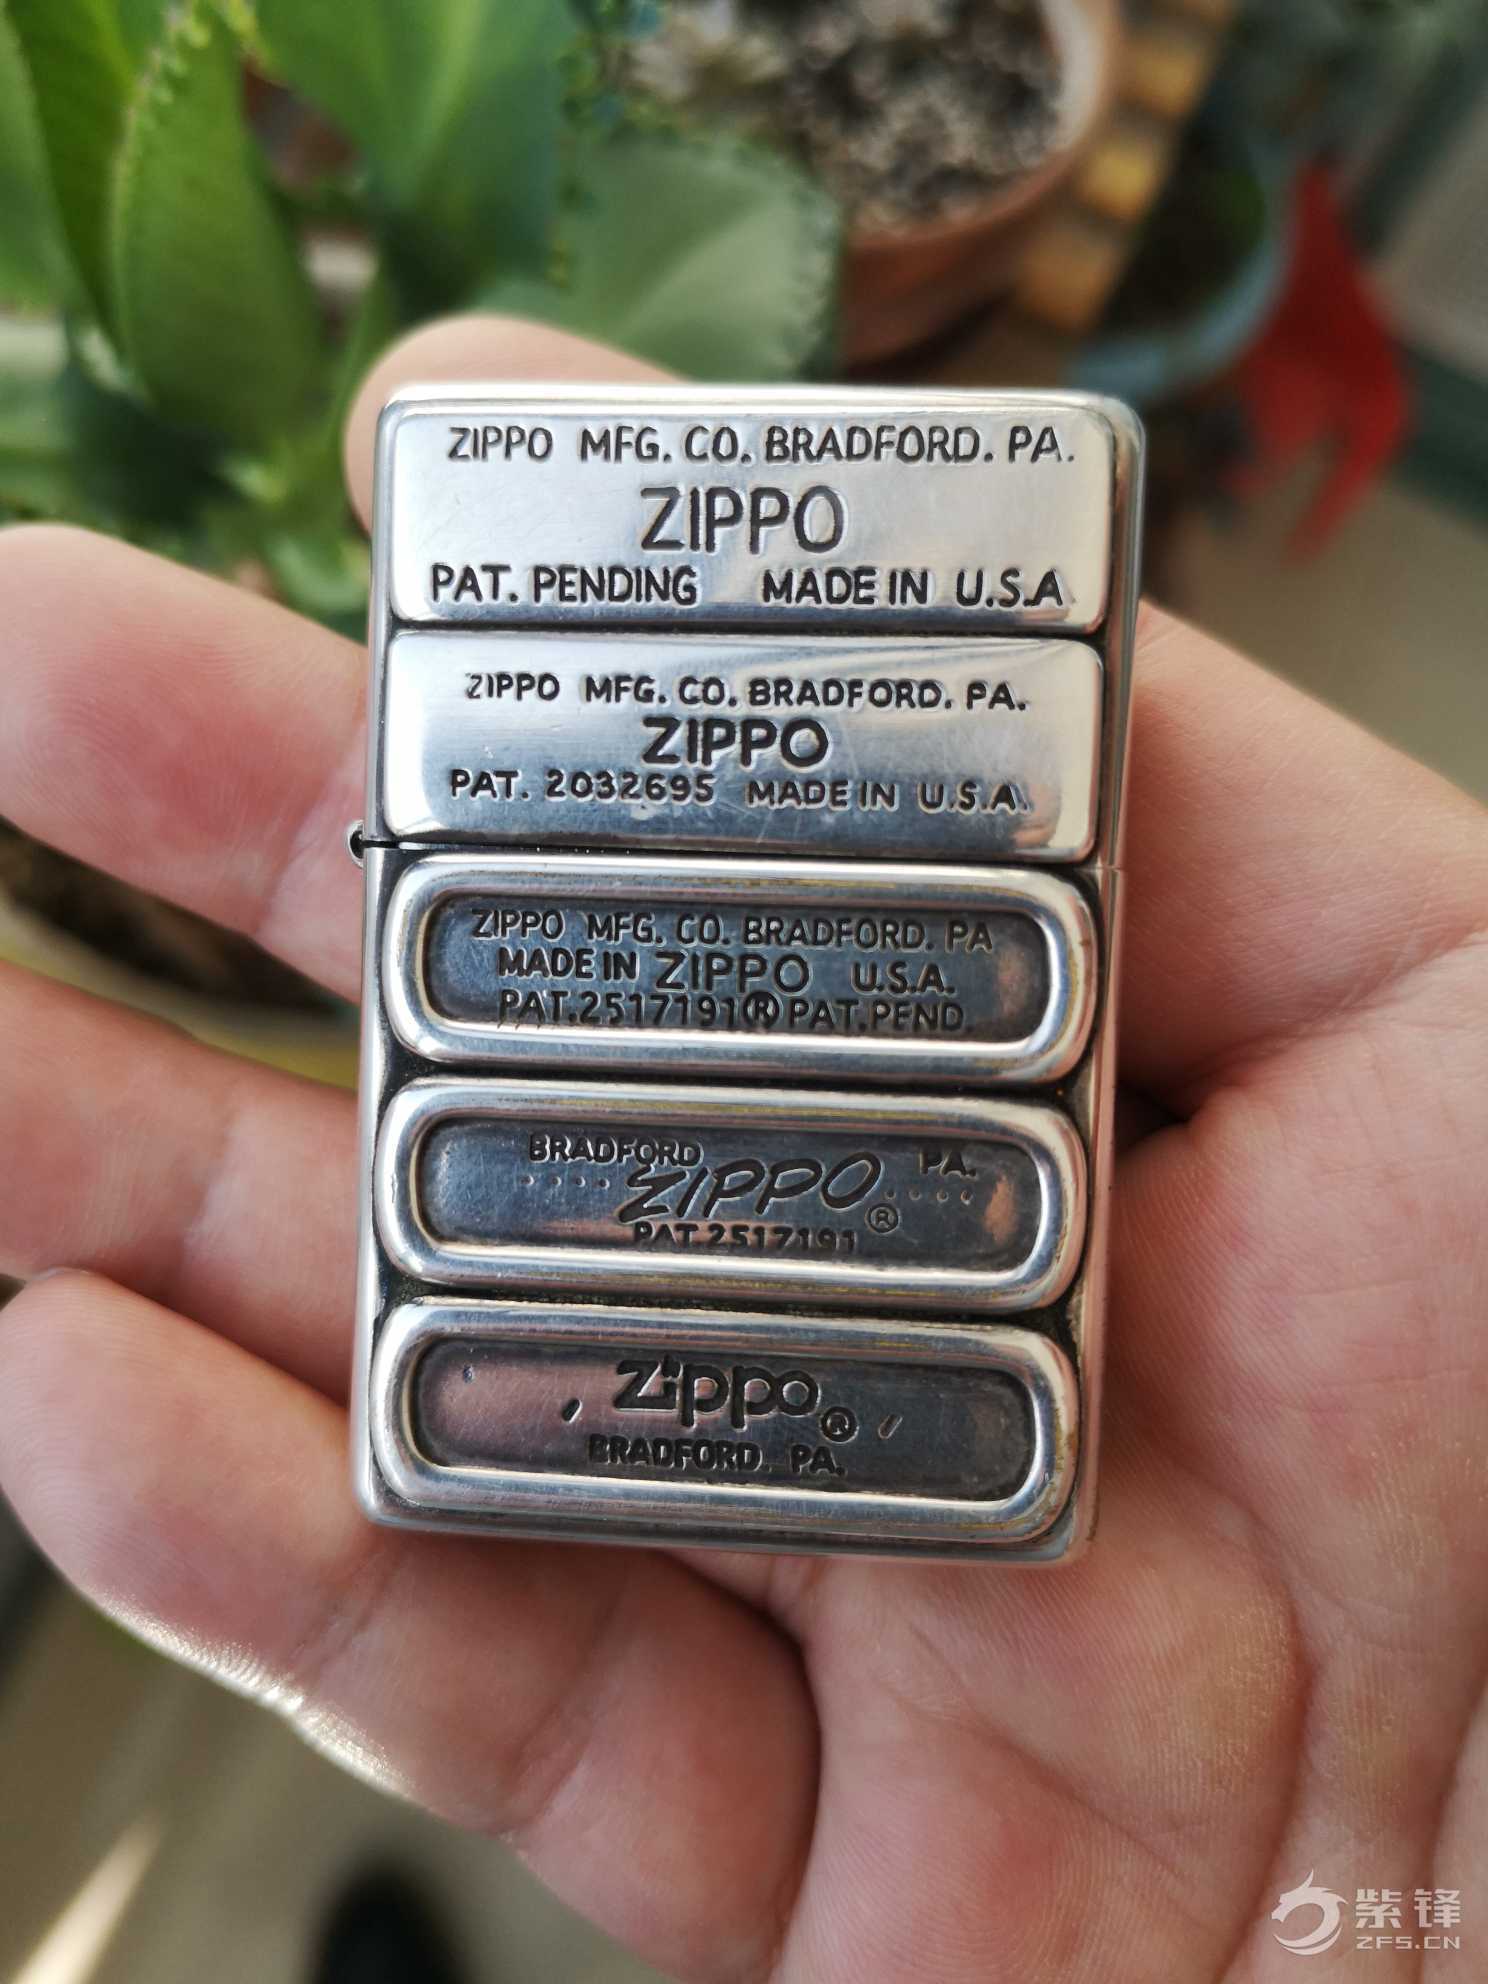 ZIPPO MFG. CO. BRADFORD. PA.
ZIPPO
PAT. PENDING MADE IN U.S.A
ZIPPO MFG. CO. BRADFORD. PA.
ZIPPO
PAT. 2032695 MADE IN U.S.A.
ZIPPO MFG. CO. BRADFORD. PA
MADE IN ZIPPO U.S.A.
PAT.2517191® PAT.PEND.
BRADFORD PA.
....ZIPPO®....
PAT.2517191
, Zippo® ,
BRADFORD. PA.
紫锋
ZFS.CN